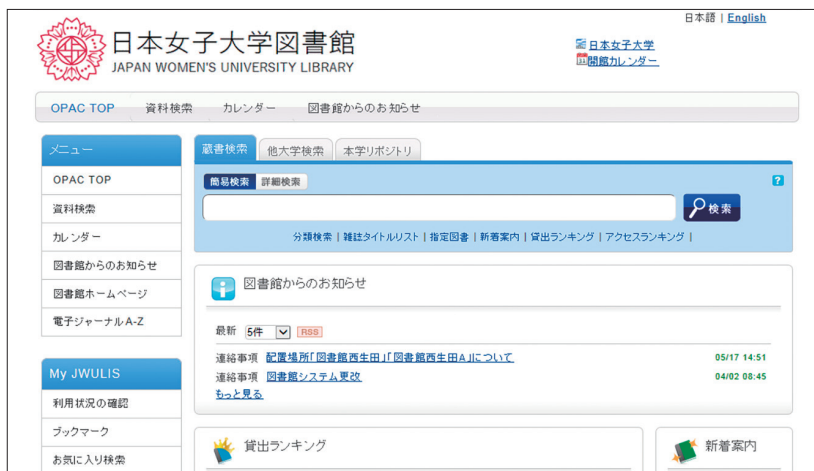 日本語 | English
日本女子大学図書館
JAPAN WOMEN'S UNIVERSITY LIBRARY
日本女子大学
開館カレンダー
OPAC TOP 資料検索 カレンダー 図書館からのお知らせ
メニュー
OPAC TOP
資料検索
カレンダー
図書館からのお知らせ
図書館ホームページ
電子ジャーナルA-Z
My JWULIS
利用状況の確認
ブックマーク
お気に入り検索
蔵書検索 他大学検索 本学リポジトリ
簡易検索 詳細検索 ?
検索
分類検索 | 雑誌タイトルリスト | 指定図書 | 新着案内 | 貸出ランキング | アクセスランキング |
図書館からのお知らせ
最新 5件 RSS
連絡事項 配置場所「図書館西生田」「図書館西生田A」について 05/17 14:51
連絡事項 図書館システム更改 04/02 08:45
もっと見る
貸出ランキング
新着案内